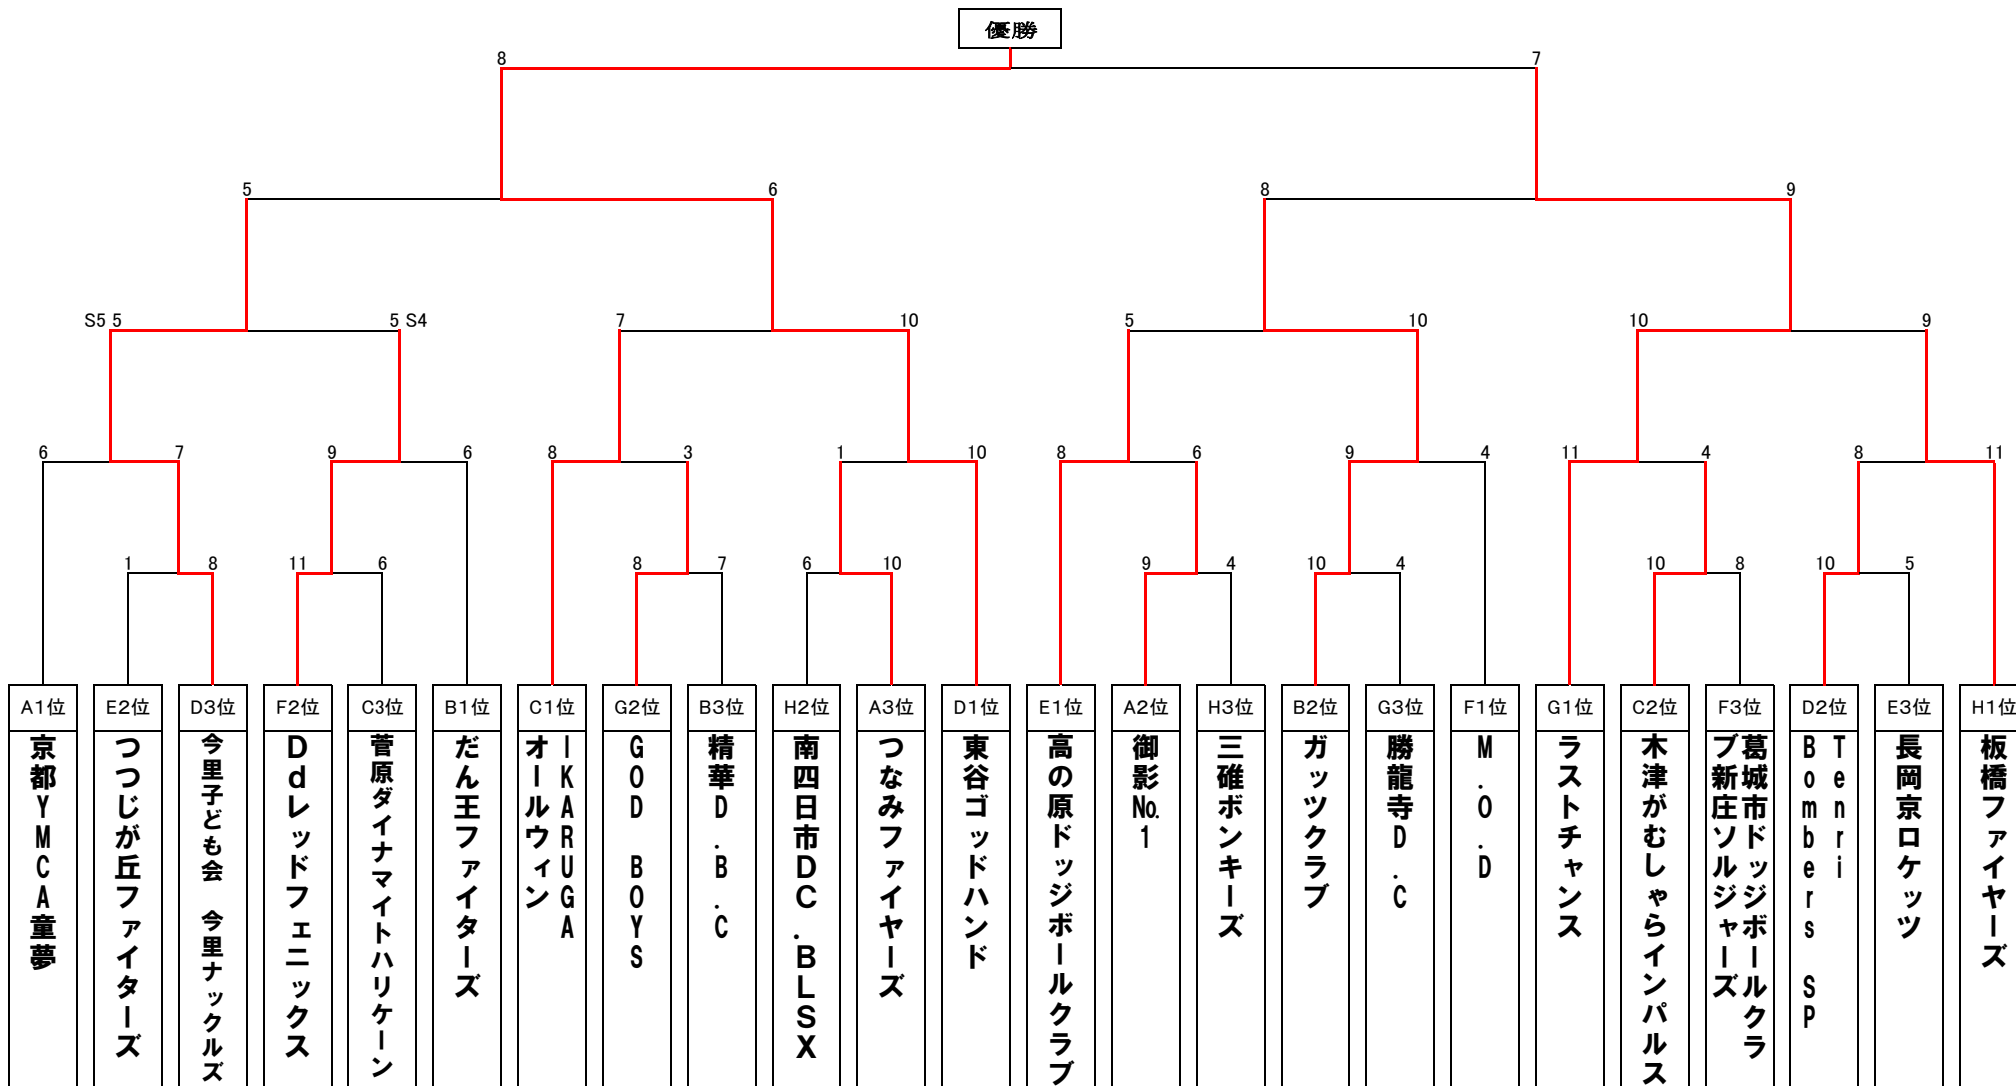 優勝
8
7
5
6
8
9
S5 5
5 S4
7
10
5
10
10
9
6
7
9
6
8
3
1
10
8
6
9
4
11
4
8
11
1
8
11
6
8
7
6
10
9
4
10
4
10
8
10
5
A1位
E2位
D3位
F2位
C3位
B1位
C1位
G2位
B3位
H2位
A3位
D1位
E1位
A2位
H3位
B2位
G3位
F1位
G1位
C2位
F3位
D2位
E3位
H1位
京都YMCA童夢
つつじが丘ファイターズ
今里子ども会 今里ナックルズ
Ddレッドフェニックス
菅原ダイナマイトハリケーン
だん王ファイターズ
IKARUGA
オールウィン
GOD BOYS
精華D.B.C
南四日市DC.BLSX
つなみファイヤーズ
東谷ゴッドハンド
高の原ドッジボールクラブ
御影№1
三碓ボンキーズ
ガッツクラブ
勝龍寺D.C
M.O.D
ラストチャンス
木津がむしゃらインパルス
葛城市ドッジボールクラ
ブ新庄ソルジャーズ
Tenri
Bombers SP
長岡京ロケッツ
板橋ファイヤーズ